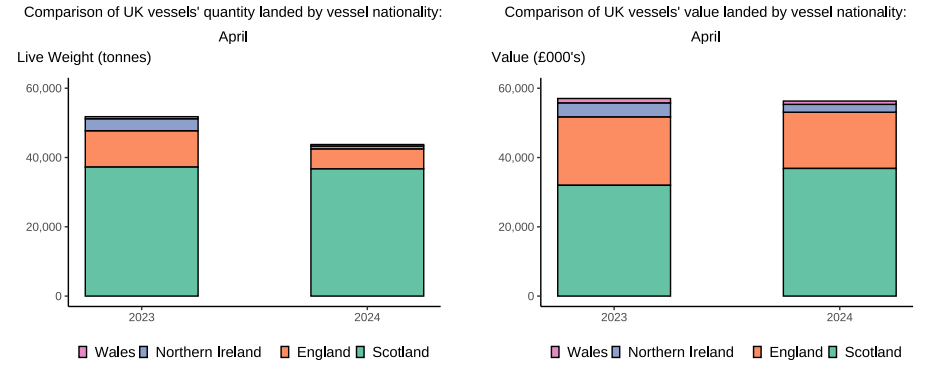 Comparison of UK vessels' quantity landed by vessel nationality:
April
Live Weight (tonnes)
60,000
40,000
20,000
0
2023 2024
Wales Northern Ireland England Scotland
Comparison of UK vessels' value landed by vessel nationality:
April
Value (£000's)
60,000
40,000
20,000
0
2023 2024
Wales Northern Ireland England Scotland